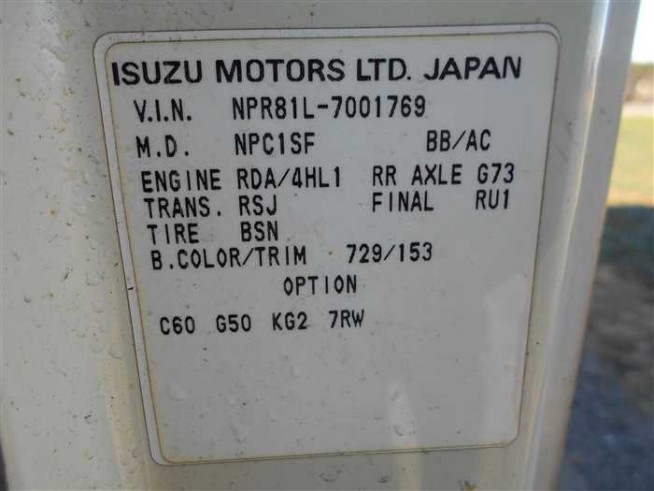 ISUZU MOTORS LTD. JAPAN
V.I.N. NPR81L-7001769
M.D. NPC1SF BB/AC
ENGINE RDA/4HL1 RR AXLE G73
TRANS. RSJ FINAL RU1
TIRE BSN
B.COLOR/TRIM 729/153
OPTION
C60 G50 KG2 7RW